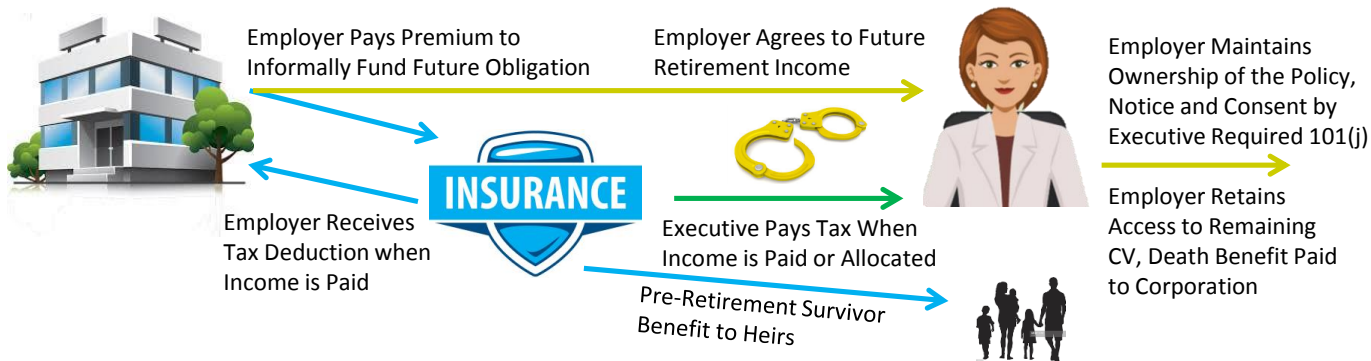 Employer Pays Premium to
Informally Fund Future Obligation
Employer Agrees to Future
Retirement Income
Employer Maintains
Ownership of the Policy,
Notice and Consent by
Executive Required 101(j)
INSURANCE
Employer Receives
Tax Deduction when
Income is Paid
Executive Pays Tax When
Income is Paid or Allocated
Employer Retains
Access to Remaining
CV, Death Benefit Paid
to Corporation
Pre-Retirement Survivor
Benefit to Heirs